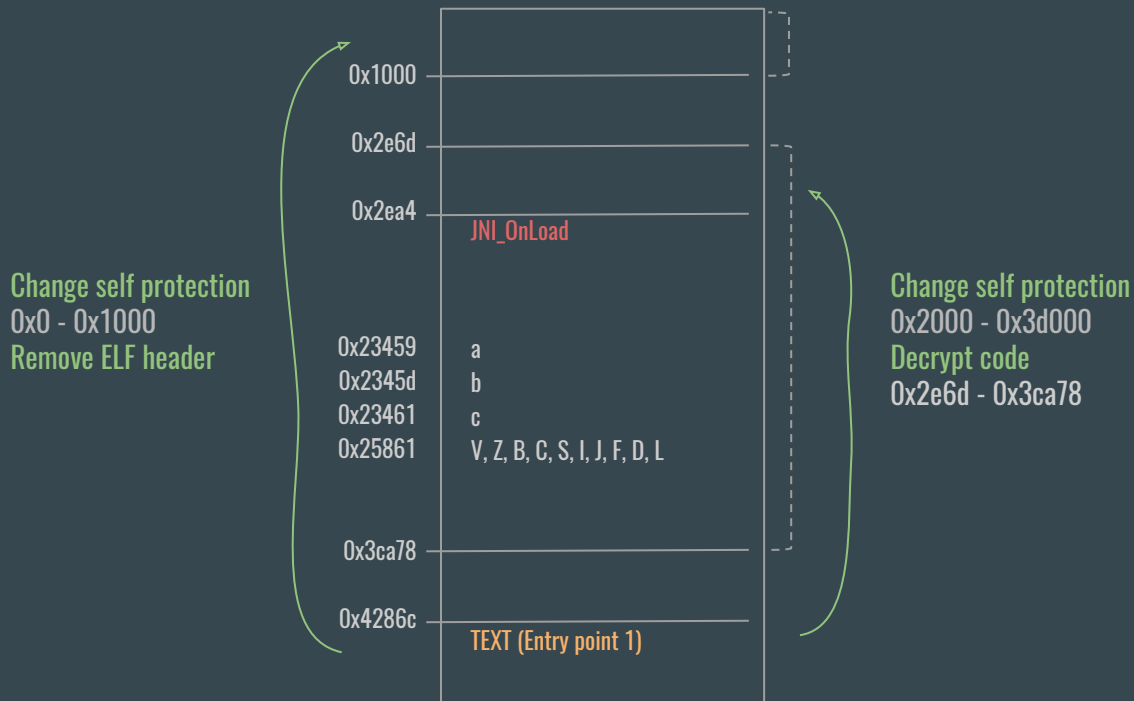 0x1000
0x2e6d
0x2ea4
JNI_OnLoad
Change self protection
0x0 - 0x1000
Remove ELF header
0x23459 a
0x2345d b
0x23461 c
0x25861 V, Z, B, C, S, I, J, F, D, L
0x3ca78
0x4286c
TEXT (Entry point 1)
Change self protection
0x2000 - 0x3d000
Decrypt code
0x2e6d - 0x3ca78